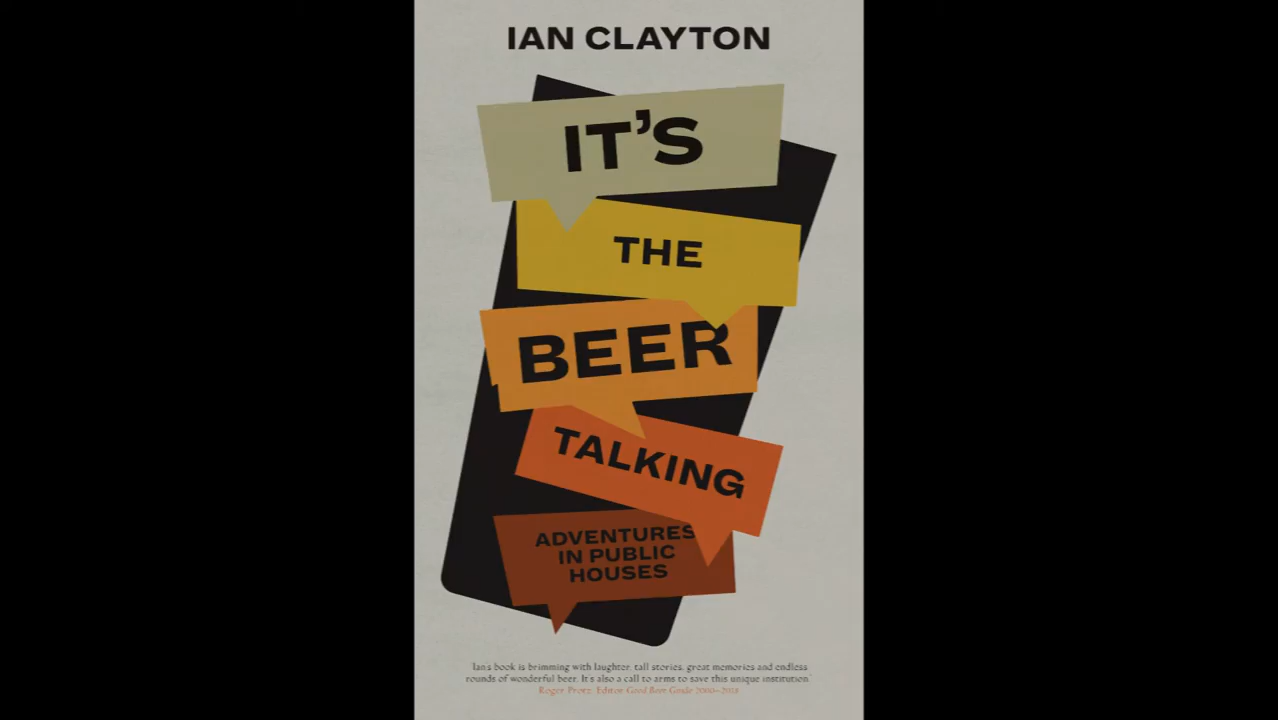 IAN CLAYTON
IT'S
THE
BEER
TALKING
ADVENTURES
IN PUBLIC
HOUSES
'Ian's book is brimming with laughter, tall stories, great memories and endless
rounds of wonderful beer. It's also a call to arms to save this unique institution.'
Roger Protz, Editor Good Beer Guide 2000–2018